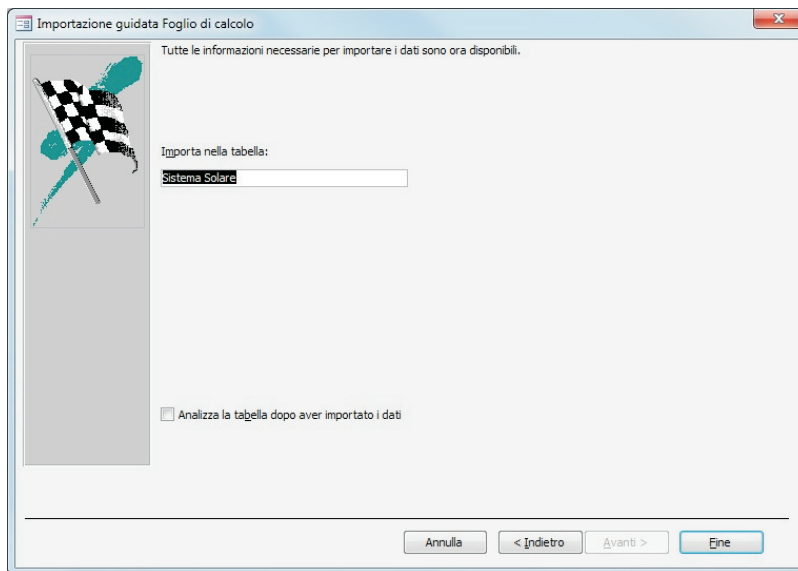 Importazione guidata Foglio di calcolo
Tutte le informazioni necessarie per importare i dati sono ora disponibili.
Importa nella tabella:
Sistema Solare
Analizza la tabella dopo aver importato i dati
Annulla
< Indietro
Avanti >
Fine